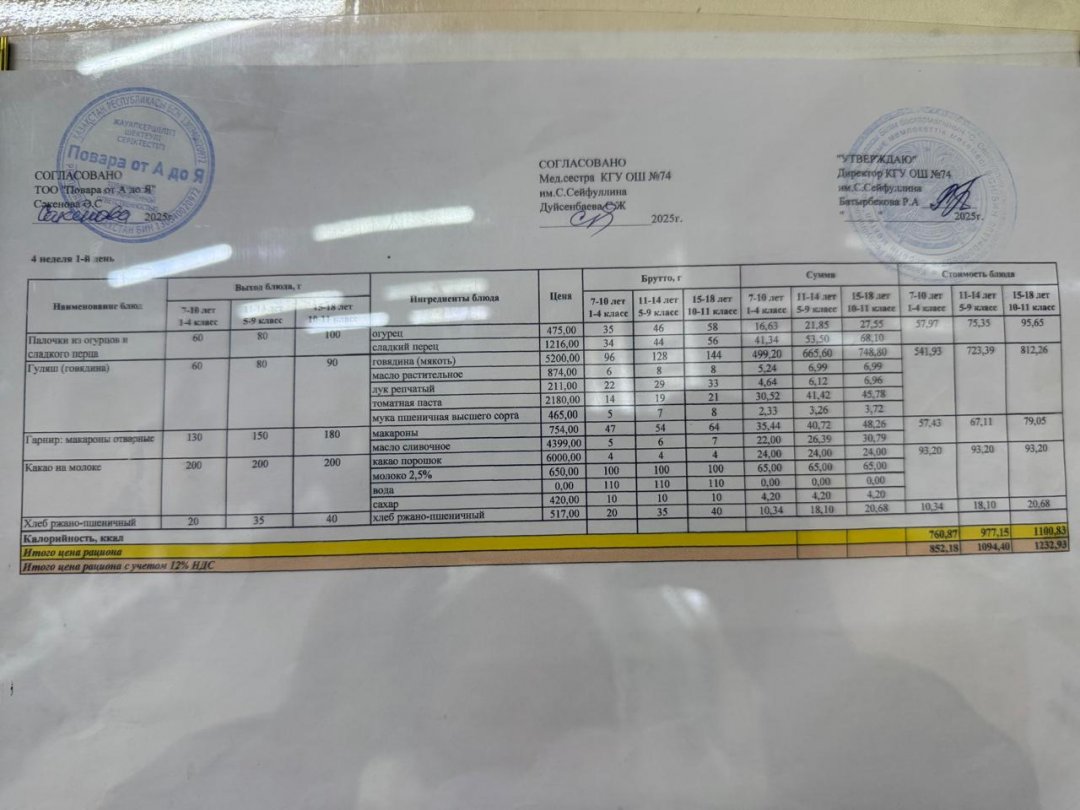 ҚАЗАҚСТАН РЕСПУБЛИКАСЫ БСН
ЖАУАПКЕРШІЛІГІ
ШЕКТЕУЛІ
СЕРІКТЕСТІГІ
Повара от А до Я
СОГЛАСОВАНО
ТОО "Повара от А до Я"
Сакенова Ә.С
Сакенова 2025г.
СОГЛАСОВАНО
Мед.сестра КГУ ОШ №74
им.С.Сейфуллина
Дуйсенбаева С.Ж
2025г.
"УТВЕРЖДАЮ"
Директор КГУ ОШ №74
им.С.Сейфуллина
Батырбекова Р.А
2025г.
4 неделя 1-й день
Наименование блюд Выход блюда, г Ингредиенты блюда Цена Брутто, г Сумма Стоимость блюда
7-10 лет 15-18 лет 7-10 лет 11-14 лет 15-18 лет 7-10 лет 11-14 лет 15-18 лет 7-10 лет 11-14 лет 15-18 лет
1-4 класс 5-9 класс 10-11 класс 1-4 класс 5-9 класс 10-11 класс 1-4 класс 5-9 класс 10-11 класс 1-4 класс 5-9 класс 10-11 класс
Палочки из огурцов и сладкого перца 60 80 100 огурец 475,00 35 46 58 16,63 21,85 27,55 57,97 75,35 95,65
сладкий перец 1216,00 34 44 56 41,34 53,50 68,10
Гуляш (говядина) 60 80 90 говядина (мякоть) 5200,00 96 128 144 499,20 665,60 748,80 541,93 723,39 812,26
масло растительное 874,00 6 8 8 5,24 6,99 6,99
лук репчатый 211,00 22 29 33 4,64 6,12 6,96
томатная паста 2180,00 14 19 21 30,52 41,42 45,78
мука пшеничная высшего сорта 465,00 5 7 8 2,33 3,26 3,72
Гарнир: макароны отварные 130 150 180 макароны 754,00 47 54 64 35,44 40,72 48,26 57,43 67,11 79,05
масло сливочное 4399,00 5 6 7 22,00 26,39 30,79
Какао на молоке 200 200 200 какао порошок 6000,00 4 4 4 24,00 24,00 24,00 93,20 93,20 93,20
молоко 2,5% 650,00 100 100 100 65,00 65,00 65,00
вода 0,00 110 110 110 0,00 0,00 0,00
сахар 420,00 10 10 10 4,20 4,20 4,20
Хлеб ржано-пшеничный 20 35 40 хлеб ржано-пшеничный 517,00 20 35 40 10,34 18,10 20,68 10,34 18,10 20,68
Калорийность, ккал
Итого цена рациона 760,87 977,15 1100,83
Итого цена рациона с учетом 12% НДС 852,18 1094,40 1232,93